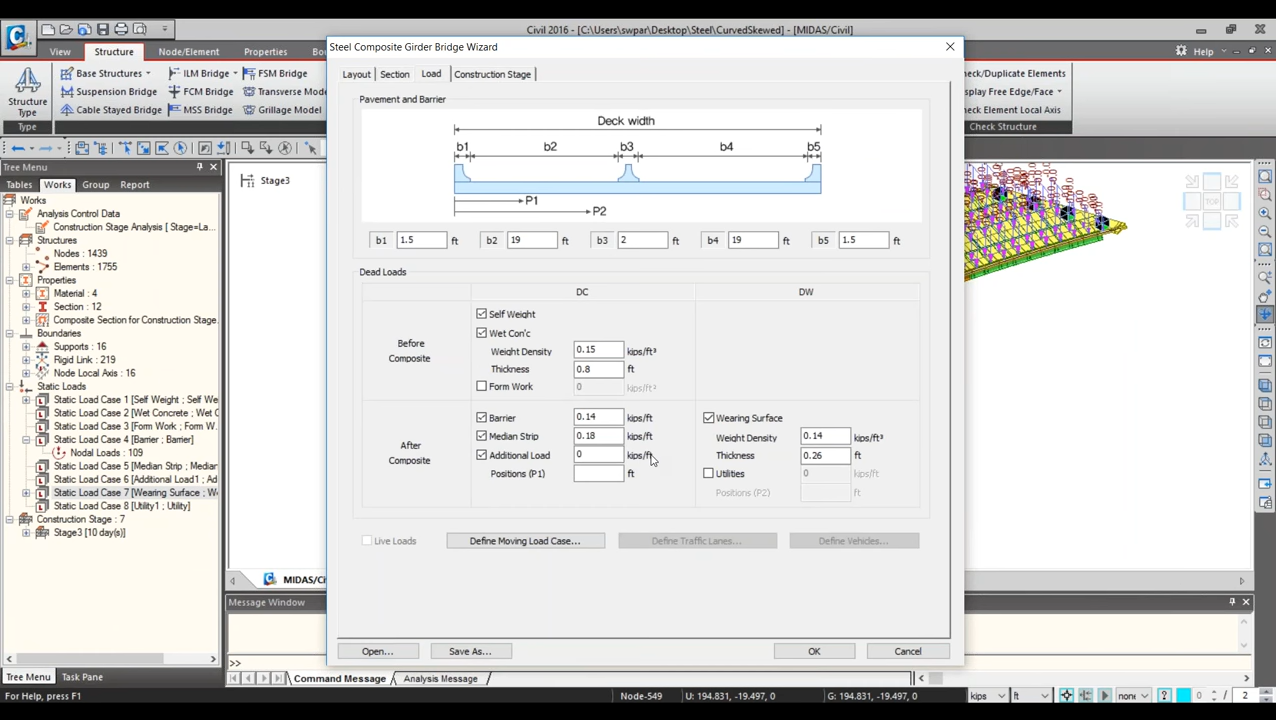 Civil 2016 - [C:\Users\swpar\Desktop\Steel\CurvedSkewed] - [MIDAS/Civil]
View
Structure
Node/Element
Properties
Help
Base Structures
ILM Bridge
FSM Bridge
Suspension Bridge
FCM Bridge
Transverse Mode
Cable Stayed Bridge
MSS Bridge
Grillage Model
Structure
Type
Type
eck/Duplicate Elements
splay Free Edge/Face
eck Element Local Axis
Check Structure
Steel Composite Girder Bridge Wizard
Layout
Section
Load
Construction Stage
Pavement and Barrier
Deck width
b1
b2
b3
b4
b5
P1
P2
b1 1.5 ft b2 19 ft b3 2 ft b4 19 ft b5 1.5 ft
Dead Loads
DC
DW
Before
Composite
Self Weight
Wet Con'c
Weight Density 0.15 kips/ft³
Thickness 0.8 ft
Form Work 0 kips/ft³
After
Composite
Barrier 0.14 kips/ft
Median Strip 0.18 kips/ft
Additional Load 0 kips/ft
Positions (P1) ft
Wearing Surface
Weight Density 0.14 kips/ft³
Thickness 0.26 ft
Utilities 0 kips/ft
Positions (P2) ft
Live Loads
Define Moving Load Case...
Define Traffic Lanes...
Define Vehicles...
Open...
Save As...
OK
Cancel
Tree Menu
Tables
Works
Group
Report
Works
Analysis Control Data
Construction Stage Analysis [ Stage=La...
Structures
Nodes : 1439
Elements : 1755
Properties
Material : 4
Section : 12
Composite Section for Construction Stage
Boundaries
Supports : 16
Rigid Link : 219
Node Local Axis : 16
Static Loads
Static Load Case 1 [Self Weight ; Self We
Static Load Case 2 [Wet Concrete ; Wet C
Static Load Case 3 [Form Work ; Form W.
Static Load Case 4 [Barrier ; Barrier]
Nodal Loads : 109
Static Load Case 5 [Median Strip ; Median
Static Load Case 6 [Additional Load1 ; Ad
Static Load Case 7 [Wearing Surface ; We
Static Load Case 8 [Utility1 ; Utility]
Construction Stage : 7
Stage3 [10 day(s)]
Stage3
TOP
MIDAS/Ci
Message Window
>>
Tree Menu
Task Pane
Command Message
Analysis Message
For Help, press F1
Node-549
U: 194.831, -19.497, 0
G: 194.831, -19.497, 0
kips
ft
none
?
0
/ 2